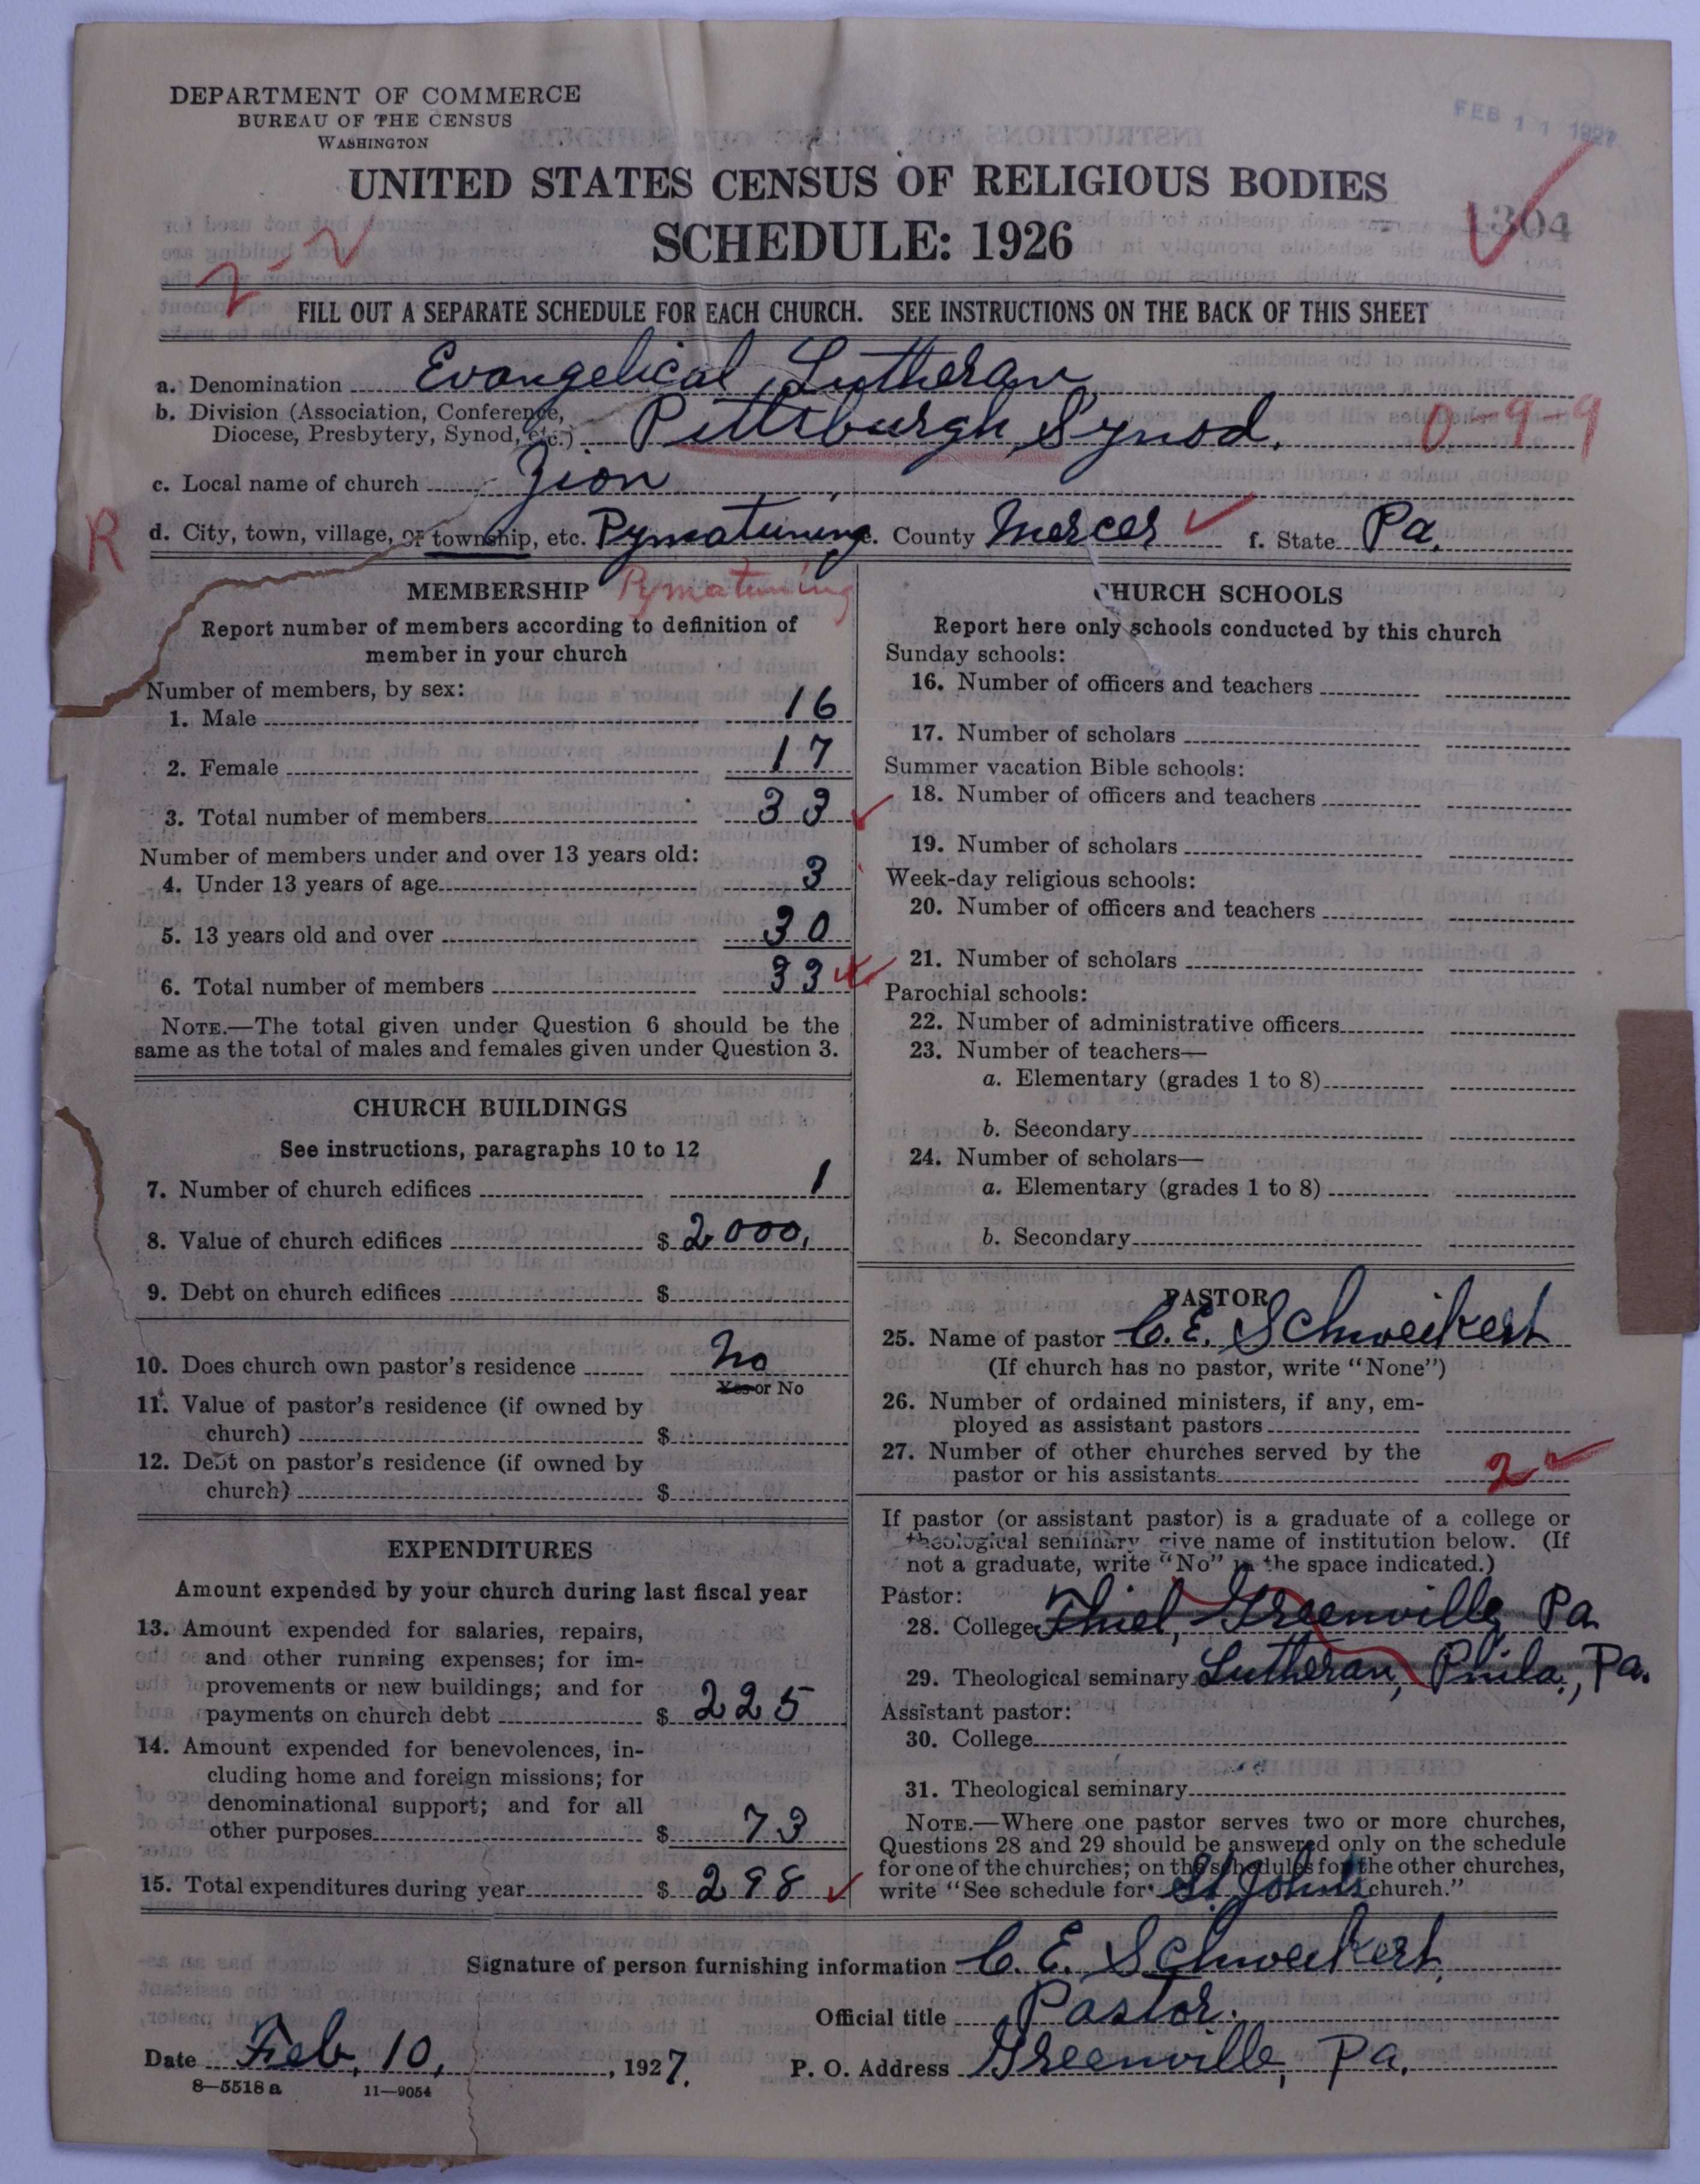 DEPARTMENT OF COMMERCE
BUREAU OF THE CENSUS
WASHINGTON
FEB 11 1927
UNITED STATES CENSUS OF RELIGIOUS BODIES
SCHEDULE: 1926
304
2-2
FILL OUT A SEPARATE SCHEDULE FOR EACH CHURCH. SEE INSTRUCTIONS ON THE BACK OF THIS SHEET
a. Denomination Evangelical Lutheran
b. Division (Association, Conference,
Diocese, Presbytery, Synod, etc.) Pittsburgh Synod. 0-9-9
c. Local name of church Zion
R d. City, town, village, or township, etc. Pymatuning e. County Mercer f. State Pa.
MEMBERSHIP Pymatuning
Report number of members according to definition of
member in your church
Number of members, by sex:
1. Male 16
2. Female 17
3. Total number of members 33
Number of members under and over 13 years old:
4. Under 13 years of age 3
5. 13 years old and over 30
6. Total number of members 33
NOTE.—The total given under Question 6 should be the
same as the total of males and females given under Question 3.
CHURCH BUILDINGS
See instructions, paragraphs 10 to 12
7. Number of church edifices 1
8. Value of church edifices $ 2000.
9. Debt on church edifices $
10. Does church own pastor's residence No
Yes or No
11. Value of pastor's residence (if owned by
church) $
12. Debt on pastor's residence (if owned by
church) $
EXPENDITURES
Amount expended by your church during last fiscal year
13. Amount expended for salaries, repairs,
and other running expenses; for im-
provements or new buildings; and for
payments on church debt $ 225
14. Amount expended for benevolences, in-
cluding home and foreign missions; for
denominational support; and for all
other purposes $ 73
15. Total expenditures during year $ 298
CHURCH SCHOOLS
Report here only schools conducted by this church
Sunday schools:
16. Number of officers and teachers
17. Number of scholars
Summer vacation Bible schools:
18. Number of officers and teachers
19. Number of scholars
Week-day religious schools:
20. Number of officers and teachers
21. Number of scholars
Parochial schools:
22. Number of administrative officers
23. Number of teachers—
a. Elementary (grades 1 to 8)
b. Secondary
24. Number of scholars—
a. Elementary (grades 1 to 8)
b. Secondary
PASTOR
25. Name of pastor C. E. Schweikert
(If church has no pastor, write "None")
26. Number of ordained ministers, if any, em-
ployed as assistant pastors
27. Number of other churches served by the
pastor or his assistants 2
If pastor (or assistant pastor) is a graduate of a college or
theological seminary give name of institution below. (If
not a graduate, write "No" in the space indicated.)
Pastor:
28. College Thiel, Greenville, Pa.
29. Theological seminary Lutheran, Phila., Pa.
Assistant pastor:
30. College
31. Theological seminary
NOTE.—Where one pastor serves two or more churches,
Questions 28 and 29 should be answered only on the schedule
for one of the churches; on the schedules for the other churches,
write "See schedule for St. Johns church."
Signature of person furnishing information C. E. Schweikert
Official title Pastor.
Date Feb. 10, 1927. P. O. Address Greenville, Pa.
8—5518 a 11—9054